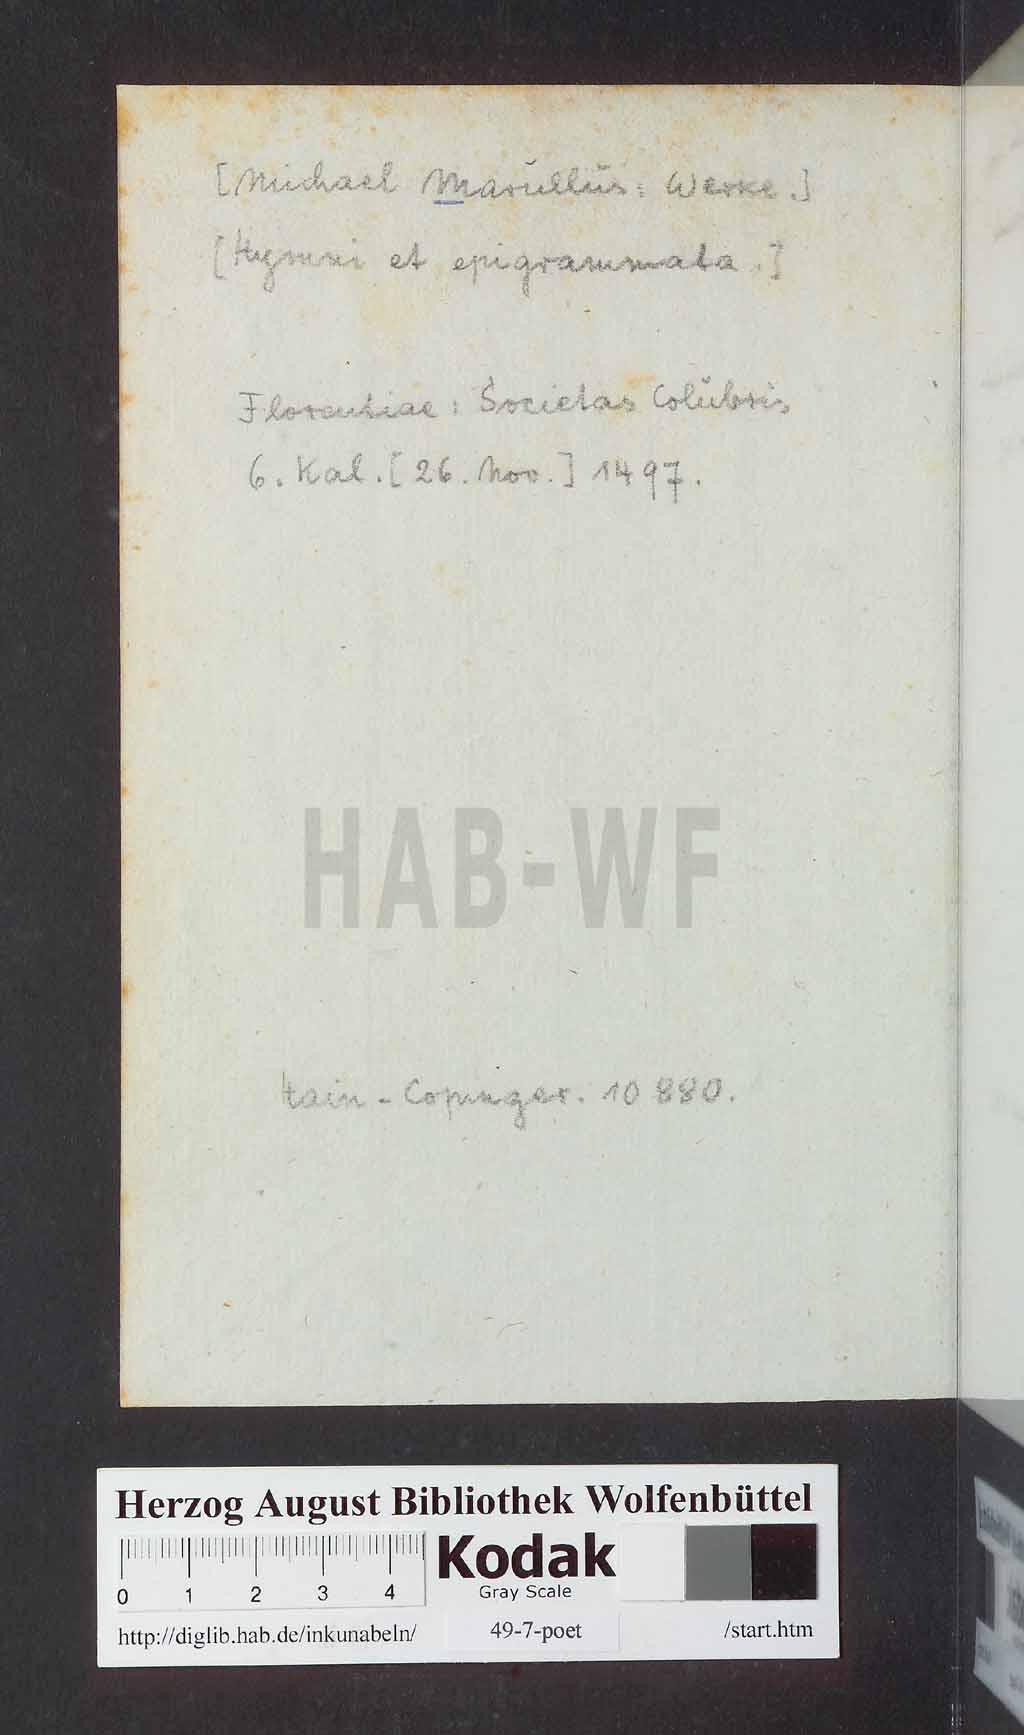 [Michael Marullus: Werke.]
[Hymni et epigrammata.]
Florentiae: Societas Colubris
6. Kal. [26. Nov.] 1497.
HAB-WF
Hain-Copinger. 10 880.
Herzog August Bibliothek Wolfenbüttel
0 1 2 3 4
Kodak
Gray Scale
http://diglib.hab.de/inkunabeln/ 49-7-poet /start.htm